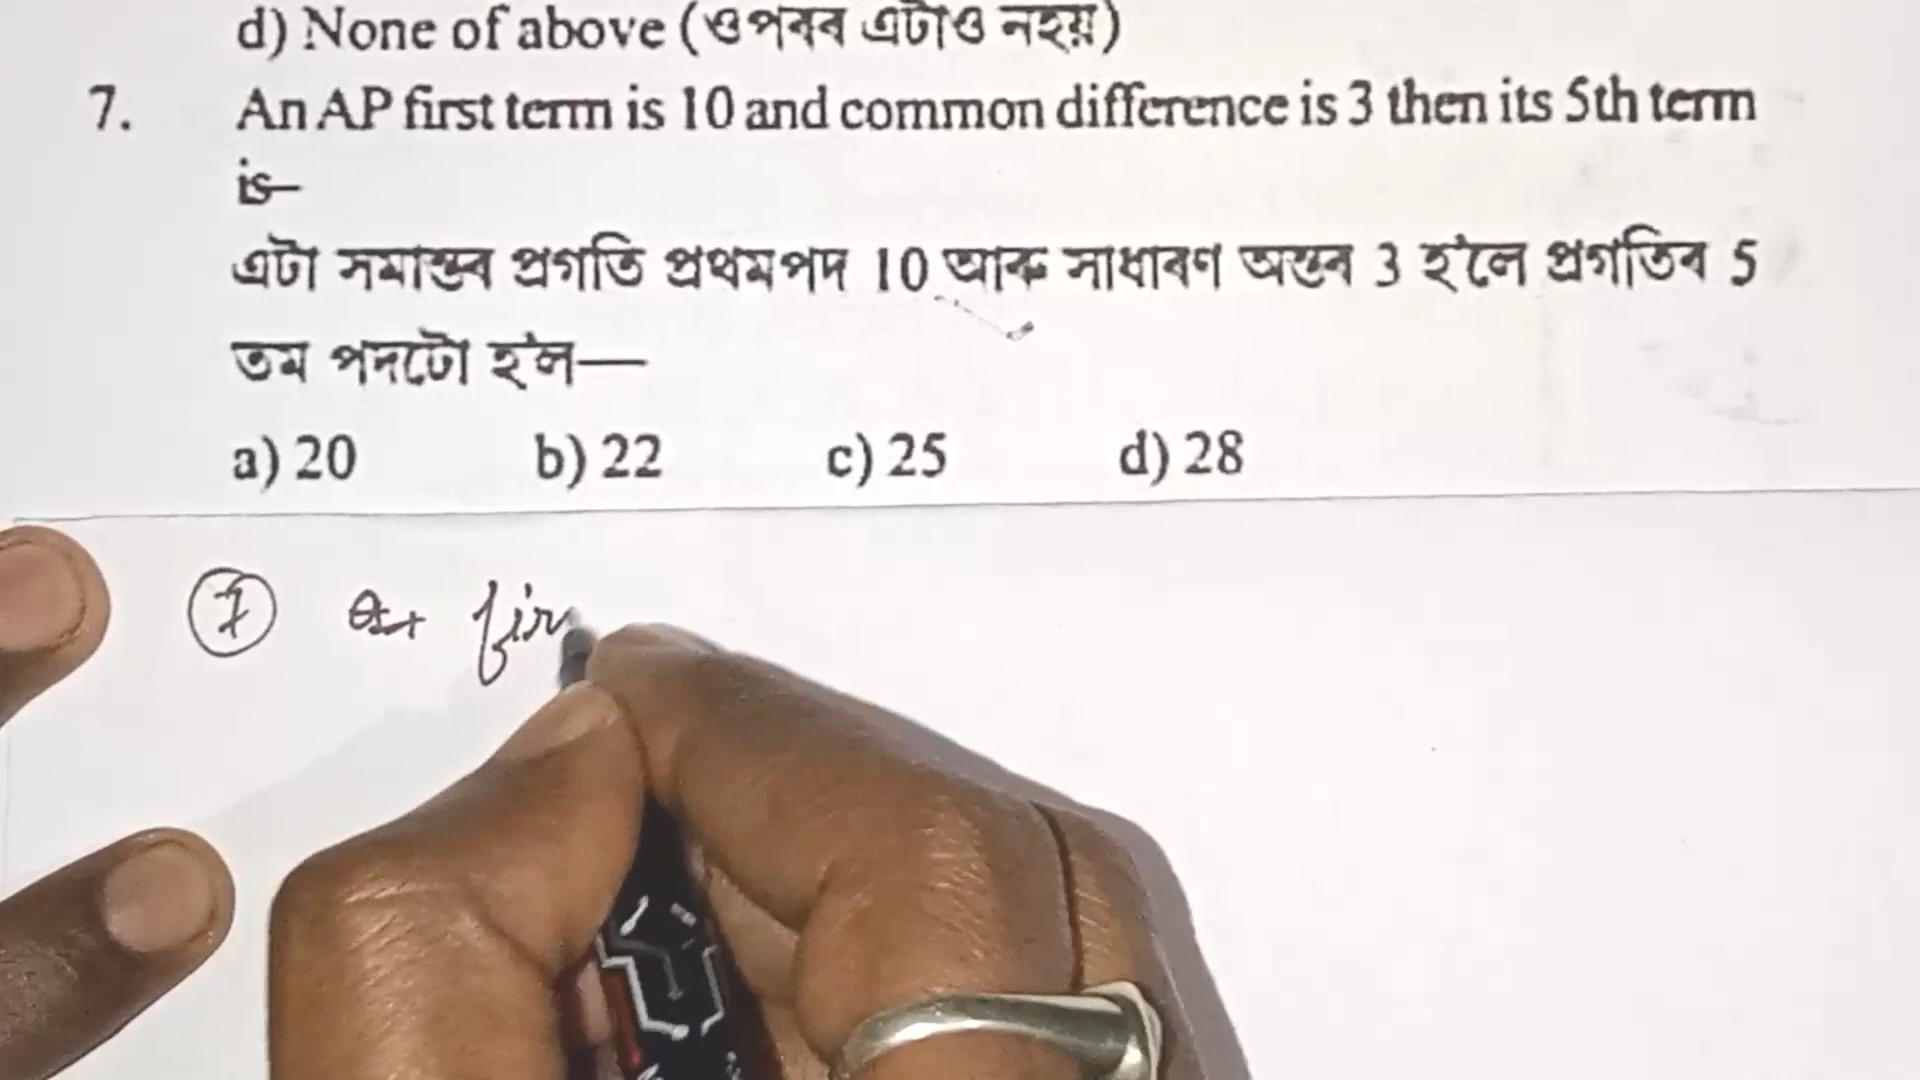 d) None of above (ওপৰৰ এটাও নহয়)
7. An AP first term is 10 and common difference is 3 then its 5th term
is–
এটা সমান্তৰ প্ৰগতি প্ৰথমপদ 10 আৰু সাধাৰণ অন্তৰ 3 হ'লে প্ৰগতিৰ 5
তম পদটো হ'ল—
a) 20 b) 22 c) 25 d) 28
7 fir